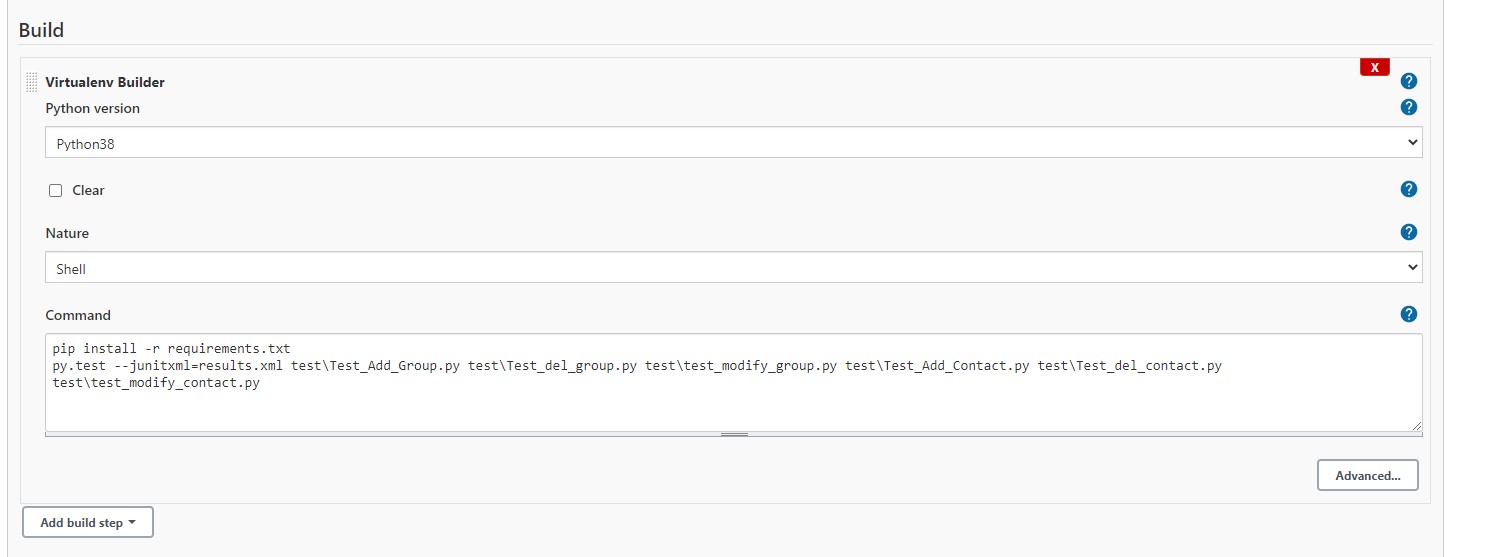 Build
X
Virtualenv Builder ?
Python version ?
Python38
Clear ?
Nature ?
Shell
Command ?
pip install -r requirements.txt
py.test --junitxml=results.xml test\Test_Add_Group.py test\Test_del_group.py test\test_modify_group.py test\Test_Add_Contact.py test\Test_del_contact.py
test\test_modify_contact.py
Advanced...
Add build step